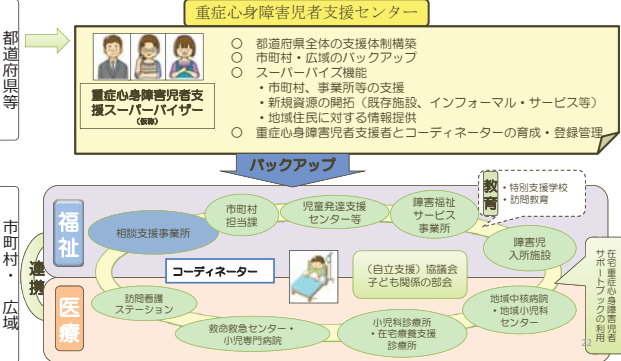 重症心身障害児者支援センター
都道府県等
重症心身障害児者支
援スーパーバイザー
(仮称)
○ 都道府県全体の支援体制構築
○ 市町村・広域のバックアップ
○ スーパーバイズ機能
・市町村、事業所等の支援
・新規資源の開拓（既存施設、インフォーマル・サービス等）
・地域住民に対する情報提供
○ 重症心身障害児者支援者とコーディネーターの育成・登録管理
バックアップ
市町村・広域
連携
福祉
相談支援事業所
市町村
担当課
児童発達支援
センター等
障害福祉
サービス
事業所
教育
・特別支援学校
・訪問教育
障害児
入所施設
コーディネーター
（自立支援）協議会
子ども関係の部会
在宅重症心身障害児者
サポートブックの利用
医療
訪問看護
ステーション
救命救急センター・
小児専門病院
小児科診療所
・在宅療養支援
診療所
地域中核病院
・地域小児科
センター
22